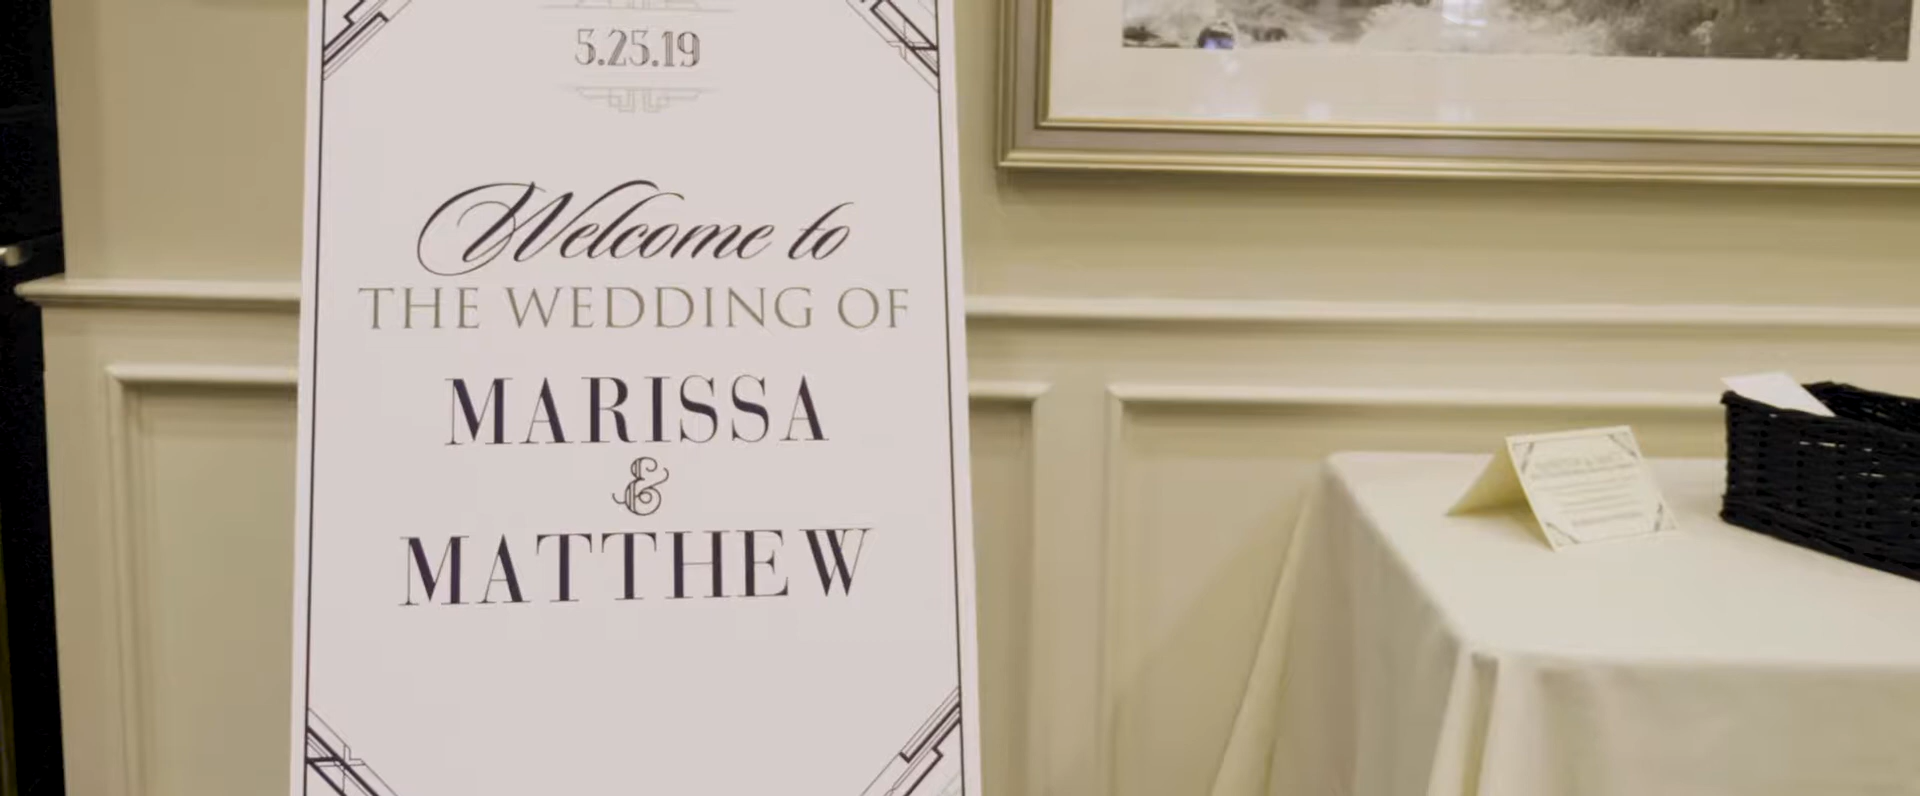 5.25.19
Welcome to
THE WEDDING OF
MARISSA
&
MATTHEW